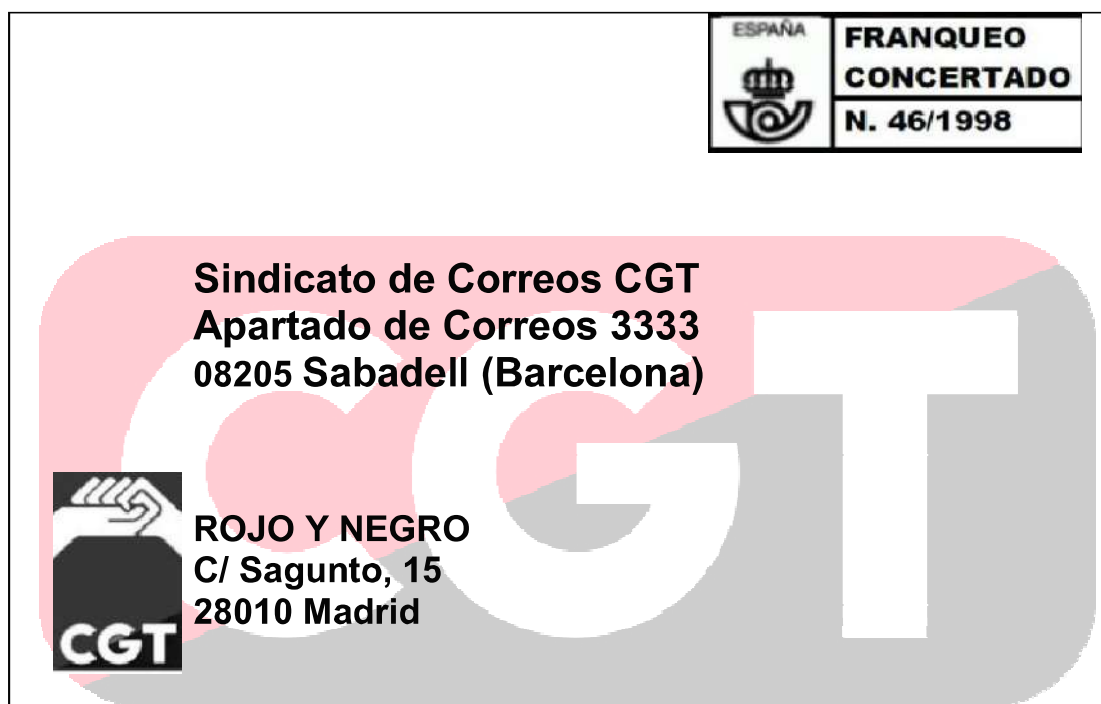 ESPAÑA
FRANQUEO
CONCERTADO
N. 46/1998
Sindicato de Correos CGT
Apartado de Correos 3333
08205 Sabadell (Barcelona)
CGT
ROJO Y NEGRO
C/ Sagunto, 15
28010 Madrid
CGT